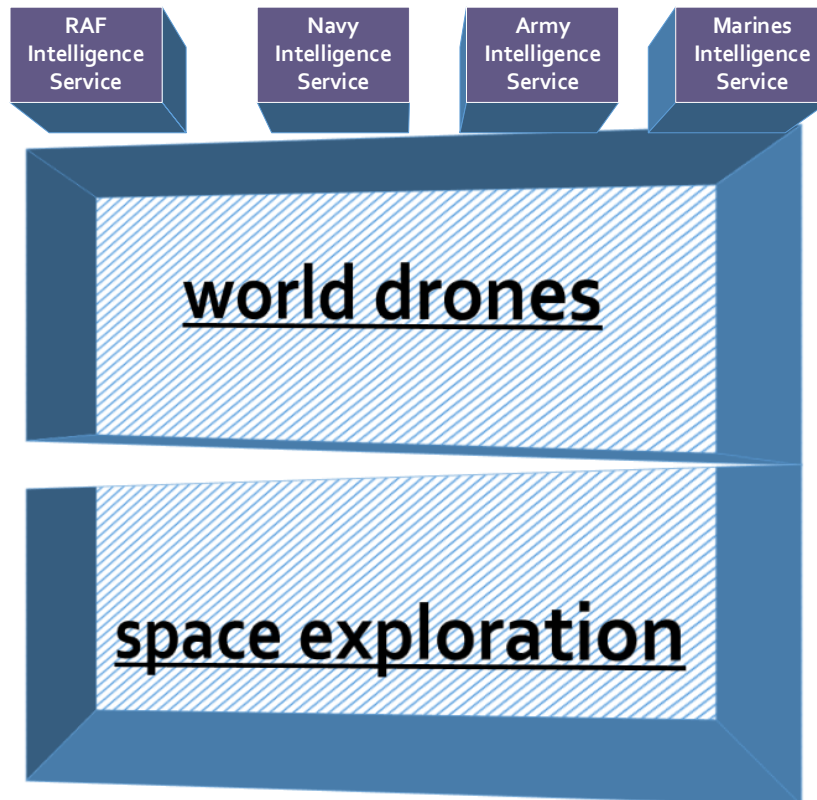 RAF
Intelligence
Service
Navy
Intelligence
Service
Army
Intelligence
Service
Marines
Intelligence
Service
world drones
space exploration